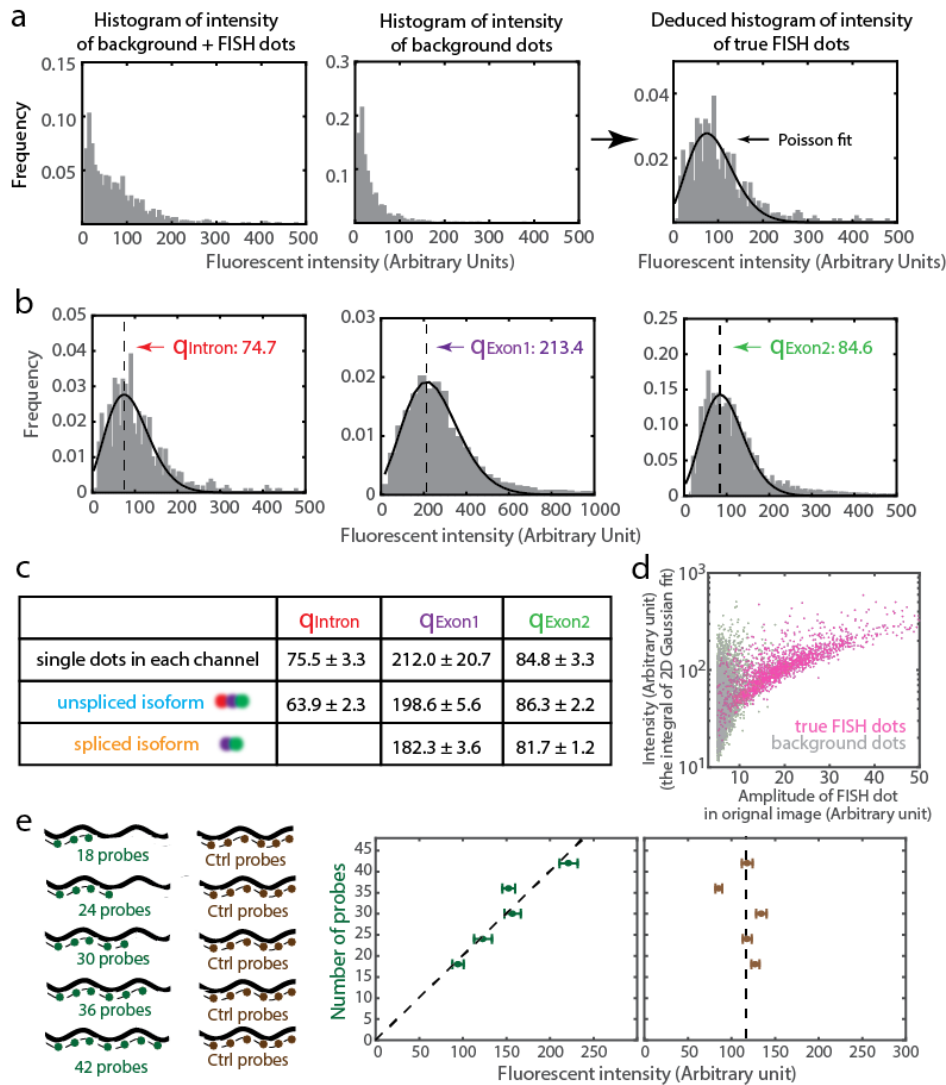 a
Histogram of intensity
of background + FISH dots
Histogram of intensity
of background dots
Deduced histogram of intensity
of true FISH dots
0.15
0.10
0.05
Frequency
0 100 200 300 400 500
0.3
0.2
0.1
0
0 100 200 300 400 500
0.04
0.02
Poisson fit
0 100 200 300 400 500
Fluorescent intensity (Arbitrary Units)
Fluorescent intensity (Arbitrary Units)
b
0.05
0.04
0.03
0.02
0.01
0
Frequency
qIntron: 74.7
0 100 200 300 400 500
0.03
0.02
0.01
0
qExon1: 213.4
0 200 400 600 800 1000
0.25
0.20
0.15
0.10
0.05
0
qExon2: 84.6
0 100 200 300 400 500
Fluorescent intensity (Arbitrary Unit)
c
qIntron qExon1 qExon2
single dots in each channel 75.5 ± 3.3 212.0 ± 20.7 84.8 ± 3.3
unspliced isoform 63.9 ± 2.3 198.6 ± 5.6 86.3 ± 2.2
spliced isoform 182.3 ± 3.6 81.7 ± 1.2
d
Intensity (Arbitrary unit)
(the integral of 2D Gaussian fit)
10³
10²
10¹
true FISH dots
background dots
10 20 30 40 50
Amplitude of FISH dot
in orignal image (Arbitrary unit)
e
18 probes
Ctrl probes
24 probes
Ctrl probes
30 probes
Ctrl probes
36 probes
Ctrl probes
42 probes
Ctrl probes
Number of probes
45
40
35
30
25
20
15
10
5
0
0 100 200 300
0 100 200 300
Fluorescent intensity (Arbitrary unit)